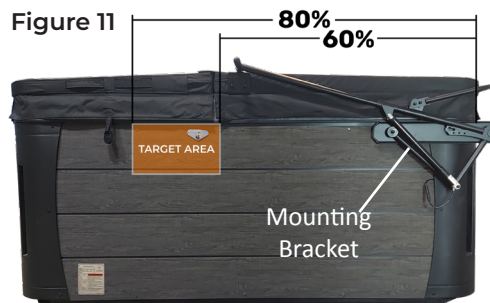 Figure 11
80%
60%
TARGET AREA
Mounting
Bracket